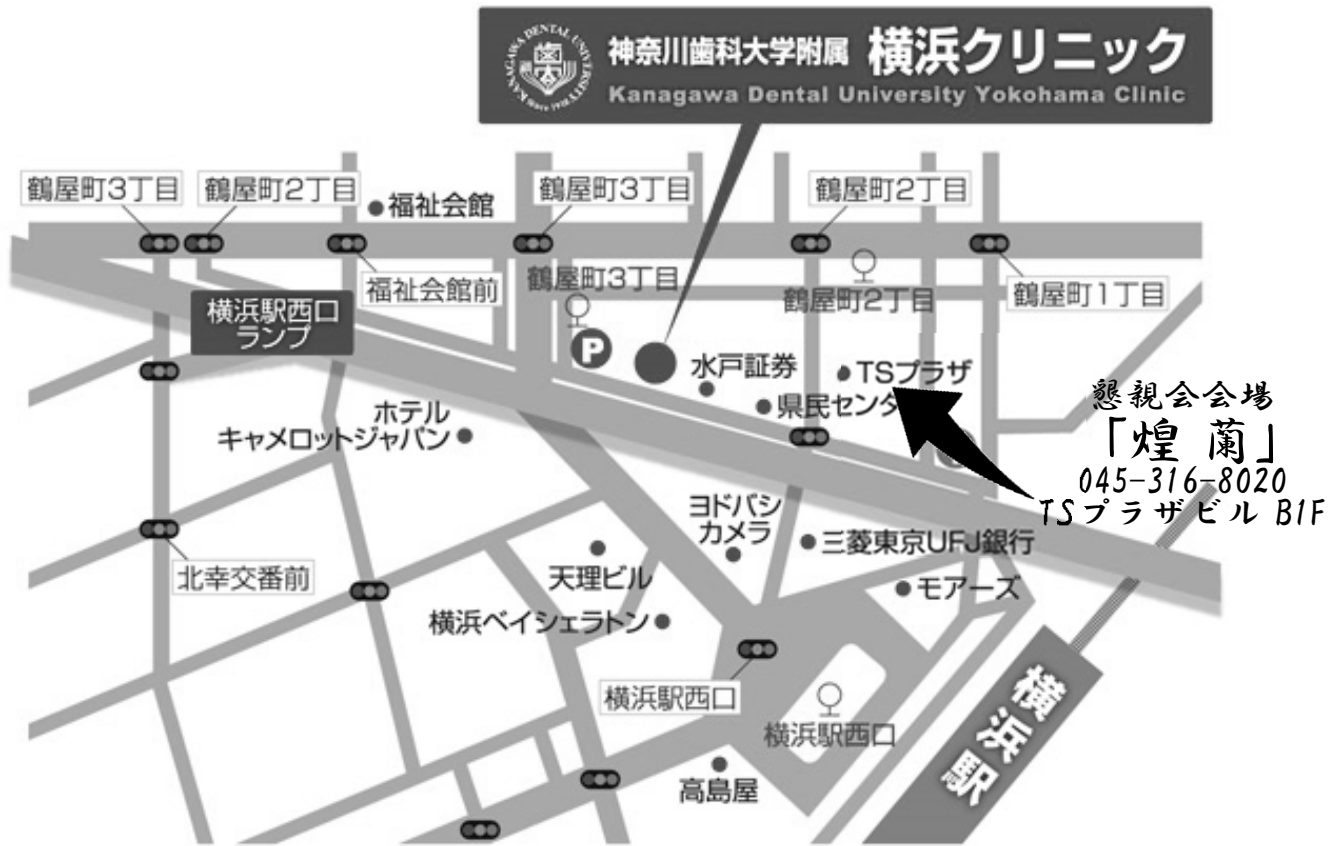 KANAGAWA DENTAL UNIVERSITY
神奈川歯科大学附属 横浜クリニック
Kanagawa Dental University Yokohama Clinic
鶴屋町3丁目
鶴屋町2丁目
福祉会館
鶴屋町3丁目
鶴屋町2丁目
福祉会館前
鶴屋町3丁目
鶴屋町2丁目
鶴屋町1丁目
横浜駅西口
ランプ
P
水戸証券
TSプラザ
県民センタ
懇親会会場
「煌 蘭」
045-316-8020
TSプラザビル B1F
ホテル
キャメロットジャパン
ヨドバシ
カメラ
三菱東京UFJ銀行
北幸交番前
天理ビル
モアーズ
横浜ベイシェラトン
横浜駅西口
横浜駅西口
横浜駅
高島屋